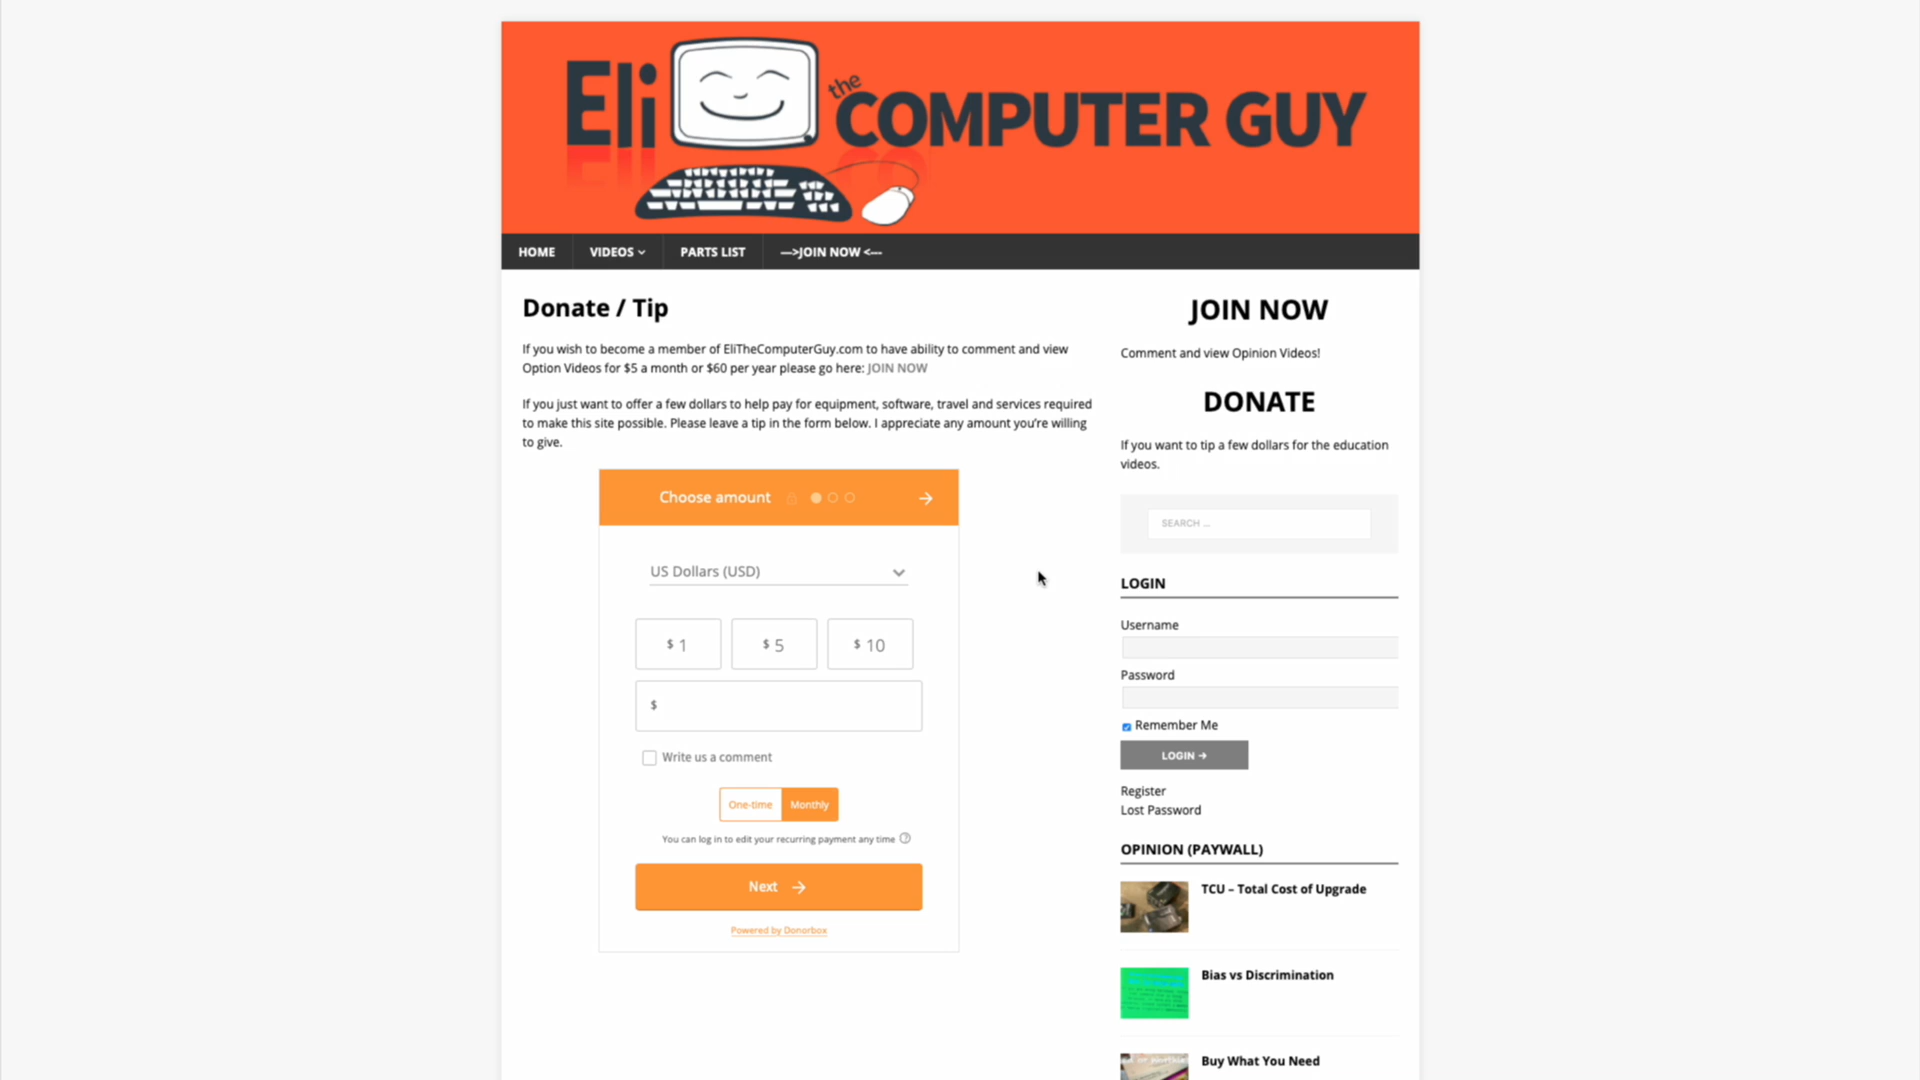 Eli the COMPUTER GUY
HOME VIDEOS PARTS LIST --->JOIN NOW <---
Donate / Tip
If you wish to become a member of EliTheComputerGuy.com to have ability to comment and view
Option Videos for $5 a month or $60 per year please go here: JOIN NOW
If you just want to offer a few dollars to help pay for equipment, software, travel and services required
to make this site possible. Please leave a tip in the form below. I appreciate any amount you’re willing
to give.
Choose amount
US Dollars (USD)
$ 1 $ 5 $ 10
$
Write us a comment
One-time Monthly
You can log in to edit your recurring payment any time ?
Next →
Powered by Donorbox
JOIN NOW
Comment and view Opinion Videos!
DONATE
If you want to tip a few dollars for the education
videos.
SEARCH ...
LOGIN
Username
Password
Remember Me
LOGIN →
Register
Lost Password
OPINION (PAYWALL)
TCU – Total Cost of Upgrade
Bias vs Discrimination
Buy What You Need